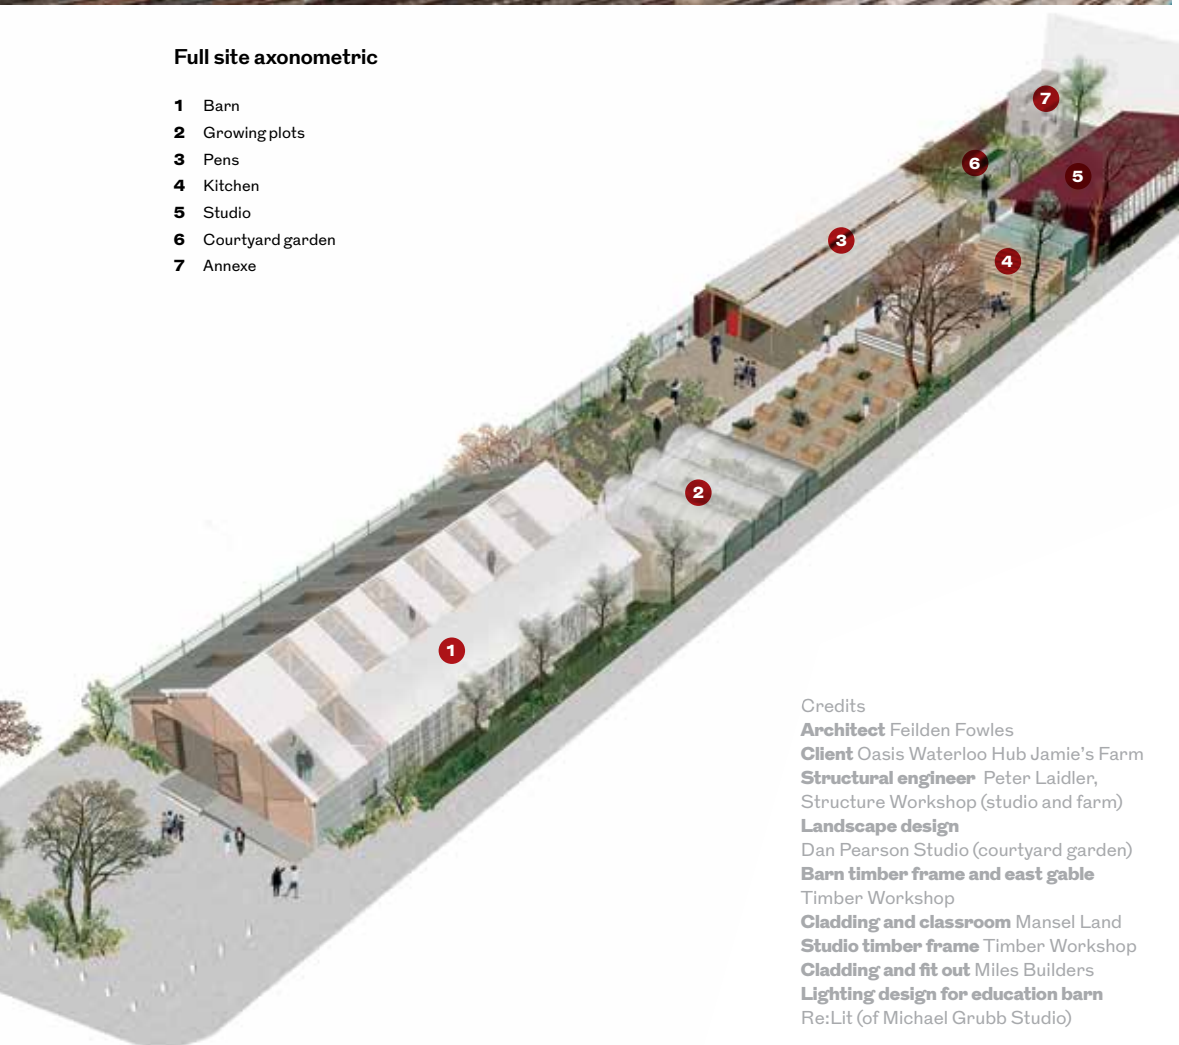 Full site axonometric
1 Barn
2 Growing plots
3 Pens
4 Kitchen
5 Studio
6 Courtyard garden
7 Annexe
7
6
5
3
4
2
1
Credits
Architect Feilden Fowles
Client Oasis Waterloo Hub Jamie's Farm
Structural engineer Peter Laidler,
Structure Workshop (studio and farm)
Landscape design
Dan Pearson Studio (courtyard garden)
Barn timber frame and east gable
Timber Workshop
Cladding and classroom Mansel Land
Studio timber frame Timber Workshop
Cladding and fit out Miles Builders
Lighting design for education barn
Re:Lit (of Michael Grubb Studio)